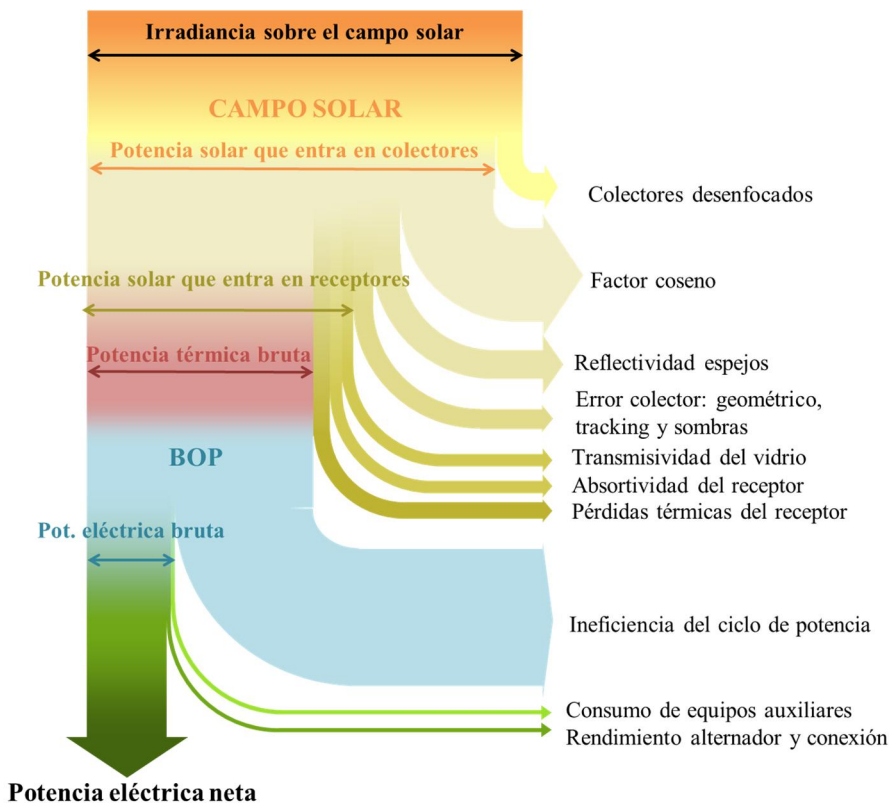 Irradiancia sobre el campo solar
CAMPO SOLAR
Potencia solar que entra en colectores
Colectores desenfocados
Factor coseno
Potencia solar que entra en receptores
Potencia térmica bruta
Reflectividad espejos
Error colector: geométrico,
tracking y sombras
BOP
Transmisividad del vidrio
Absortividad del receptor
Pérdidas térmicas del receptor
Pot. eléctrica bruta
Ineficiencia del ciclo de potencia
Consumo de equipos auxiliares
Rendimiento alternador y conexión
Potencia eléctrica neta